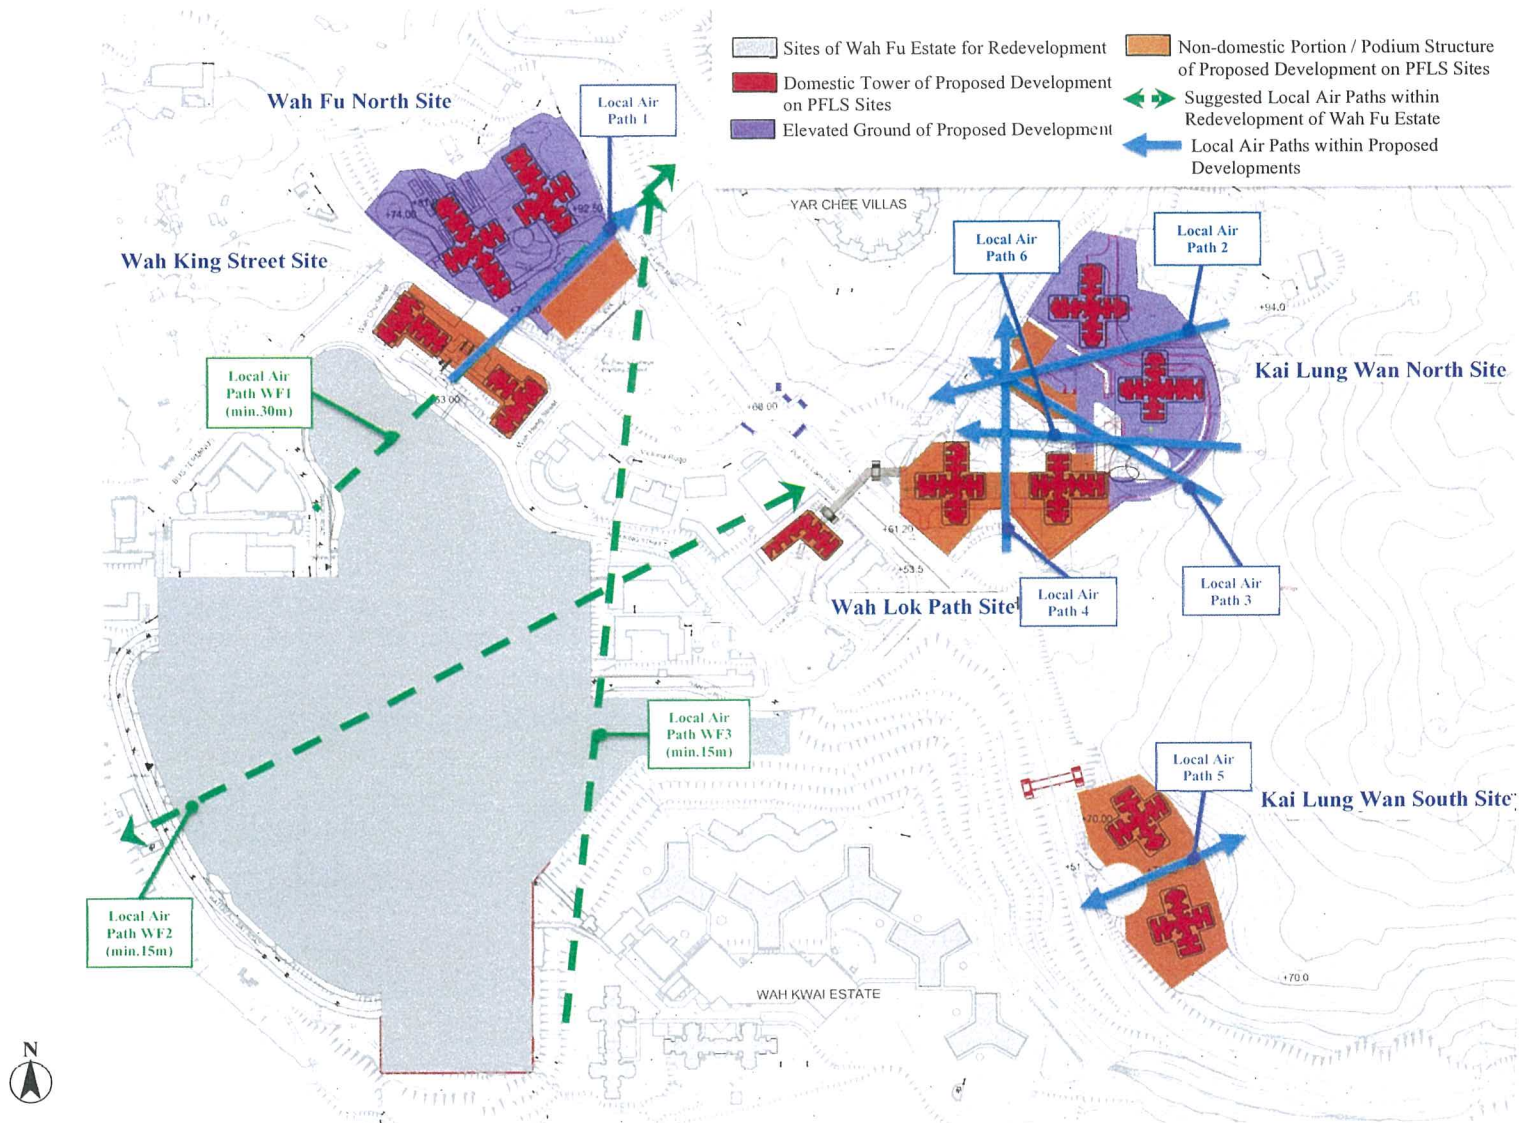 Sites of Wah Fu Estate for Redevelopment
Domestic Tower of Proposed Development
on PFLS Sites
Elevated Ground of Proposed Development
Non-domestic Portion / Podium Structure
of Proposed Development on PFLS Sites
Suggested Local Air Paths within
Redevelopment of Wah Fu Estate
Local Air Paths within Proposed
Developments
Wah Fu North Site
Local Air
Path 1
YAR CHEE VILLAS
+74.00
+92.50
Wah King Street Site
Local Air
Path 6
Local Air
Path 2
+94.0
Kai Lung Wan North Site
Local Air
Path WF1
(min.30m)
53.00
+68.00
Victoria Road
+61.20
+53.5
Wah Lok Path Site
Local Air
Path 4
Local Air
Path 3
Local Air
Path WF3
(min.15m)
Local Air
Path 5
Kai Lung Wan South Site
+70.00
+51
Local Air
Path WF2
(min.15m)
WAH KWAI ESTATE
+70.0
N